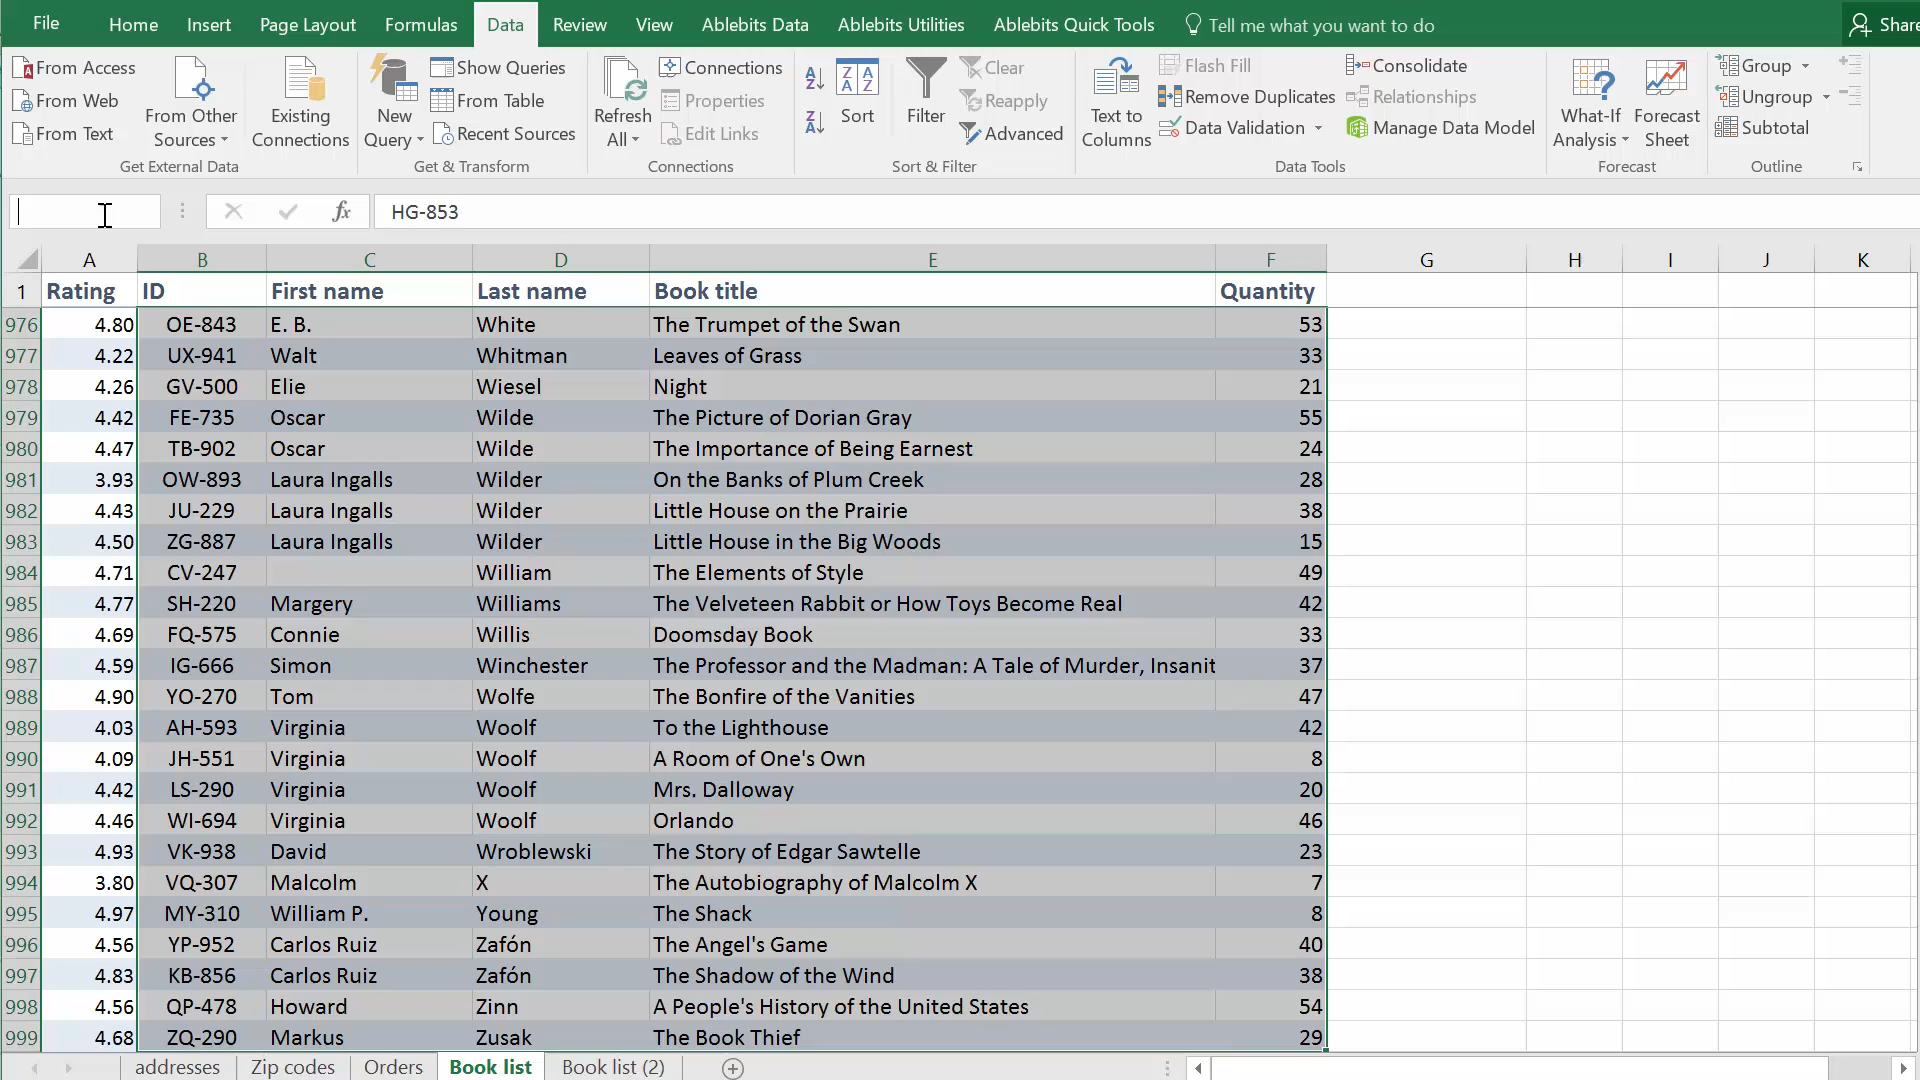 File Home Insert Page Layout Formulas Data Review View Ablebits Data Ablebits Utilities Ablebits Quick Tools Tell me what you want to do Share
From Access
From Web
From Text
From Other
Sources
Existing
Connections
Get External Data
New
Query
Show Queries
From Table
Recent Sources
Get & Transform
Refresh
All
Connections
Properties
Edit Links
Connections
Sort
Filter
Clear
Reapply
Advanced
Sort & Filter
Text to
Columns
Flash Fill
Remove Duplicates
Data Validation
Consolidate
Relationships
Manage Data Model
Data Tools
What-If
Analysis
Forecast
Sheet
Forecast
Group
Ungroup
Subtotal
Outline
fx HG-853
A B C D E F G H I J K
1 Rating ID First name Last name Book title Quantity
976 4.80 OE-843 E. B. White The Trumpet of the Swan 53
977 4.22 UX-941 Walt Whitman Leaves of Grass 33
978 4.26 GV-500 Elie Wiesel Night 21
979 4.42 FE-735 Oscar Wilde The Picture of Dorian Gray 55
980 4.47 TB-902 Oscar Wilde The Importance of Being Earnest 24
981 3.93 OW-893 Laura Ingalls Wilder On the Banks of Plum Creek 28
982 4.43 JU-229 Laura Ingalls Wilder Little House on the Prairie 38
983 4.50 ZG-887 Laura Ingalls Wilder Little House in the Big Woods 15
984 4.71 CV-247 William The Elements of Style 49
985 4.77 SH-220 Margery Williams The Velveteen Rabbit or How Toys Become Real 42
986 4.69 FQ-575 Connie Willis Doomsday Book 33
987 4.59 IG-666 Simon Winchester The Professor and the Madman: A Tale of Murder, Insanit 37
988 4.90 YO-270 Tom Wolfe The Bonfire of the Vanities 47
989 4.03 AH-593 Virginia Woolf To the Lighthouse 42
990 4.09 JH-551 Virginia Woolf A Room of One's Own 8
991 4.42 LS-290 Virginia Woolf Mrs. Dalloway 20
992 4.46 WI-694 Virginia Woolf Orlando 46
993 4.93 VK-938 David Wroblewski The Story of Edgar Sawtelle 23
994 3.80 VQ-307 Malcolm X The Autobiography of Malcolm X 7
995 4.97 MY-310 William P. Young The Shack 8
996 4.56 YP-952 Carlos Ruiz Zafón The Angel's Game 40
997 4.83 KB-856 Carlos Ruiz Zafón The Shadow of the Wind 38
998 4.56 QP-478 Howard Zinn A People's History of the United States 54
999 4.68 ZQ-290 Markus Zusak The Book Thief 29
addresses Zip codes Orders Book list Book list (2)